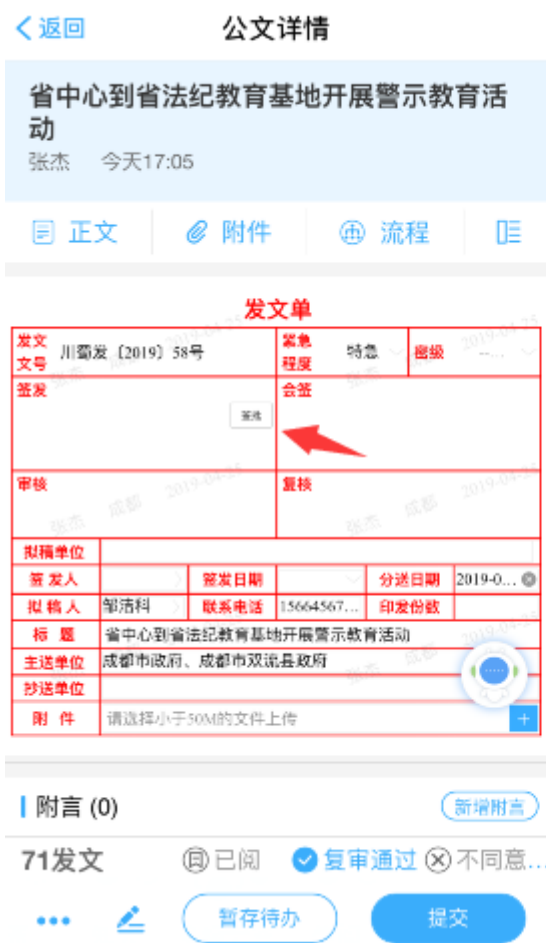 返回 公文详情
省中心到省法纪教育基地开展警示教育活
动
张杰 今天17:05
正文 附件 流程
发文单
发文文号 川蜀发〔2019〕58号 紧急程度 特急 密级 --...
签发 会签
签批
审核 复核
拟稿单位
签发人 签发日期 分送日期 2019-0...
拟稿人 邹洁科 联系电话 15664567... 印发份数
标 题 省中心到省法纪教育基地开展警示教育活动
主送单位 成都市政府、成都市双流县政府
抄送单位
附 件 请选择小于50M的文件上传
张杰 成都 2019-04-25
附言 (0) 新增附言
71发文 已阅 复审通过 不同意...
暂存待办 提交